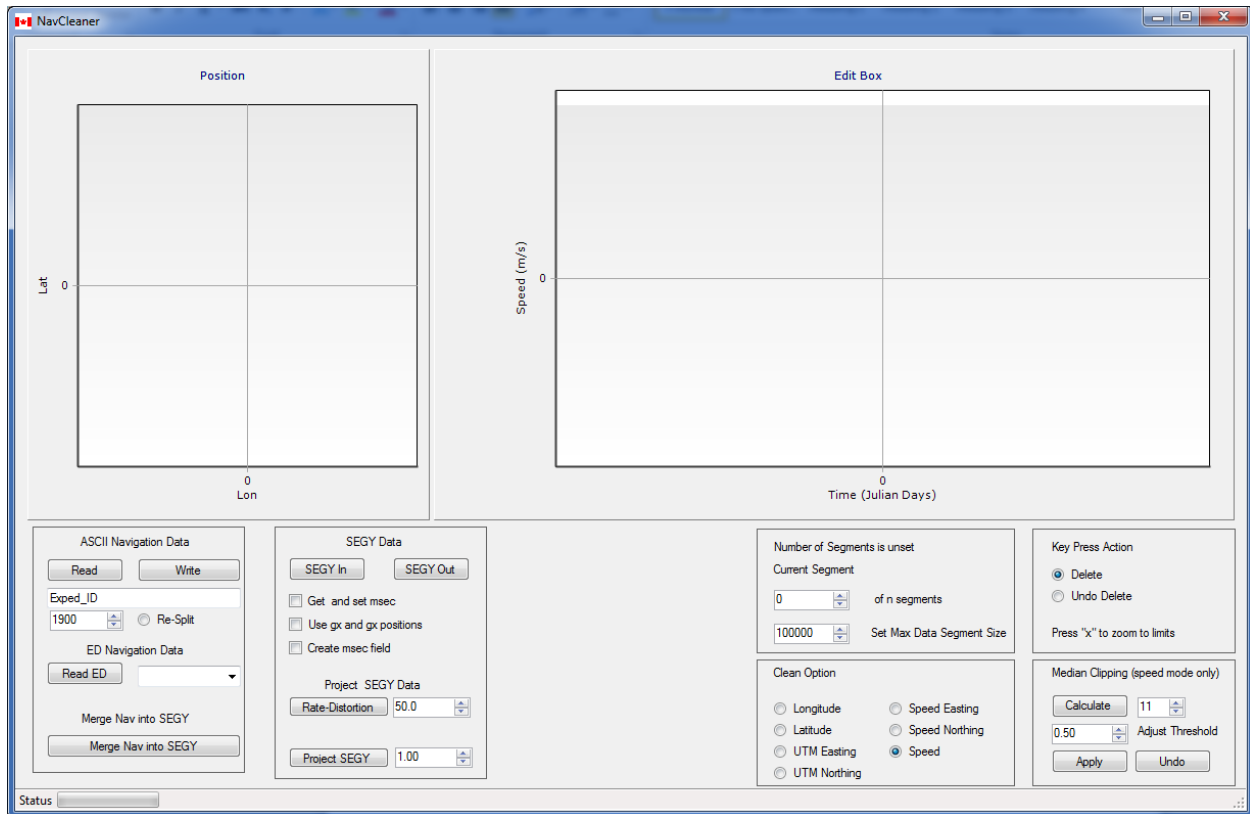 NavCleaner
Position
Lat
0
0
Lon
Edit Box
Speed (m/s)
0
0
Time (Julian Days)
ASCII Navigation Data
Read Write
Exped_ID
1900 Re-Split
ED Navigation Data
Read ED
Merge Nav into SEGY
Merge Nav into SEGY
SEGY Data
SEGY In SEGY Out
Get and set msec
Use gx and gx positions
Create msec field
Project SEGY Data
Rate-Distortion 50.0
Project SEGY 1.00
Number of Segments is unset
Current Segment
0 of n segments
100000 Set Max Data Segment Size
Clean Option
Longitude Speed Easting
Latitude Speed Northing
UTM Easting Speed
UTM Northing
Key Press Action
Delete
Undo Delete
Press "x" to zoom to limits
Median Clipping (speed mode only)
Calculate 11
0.50 Adjust Threshold
Apply Undo
Status